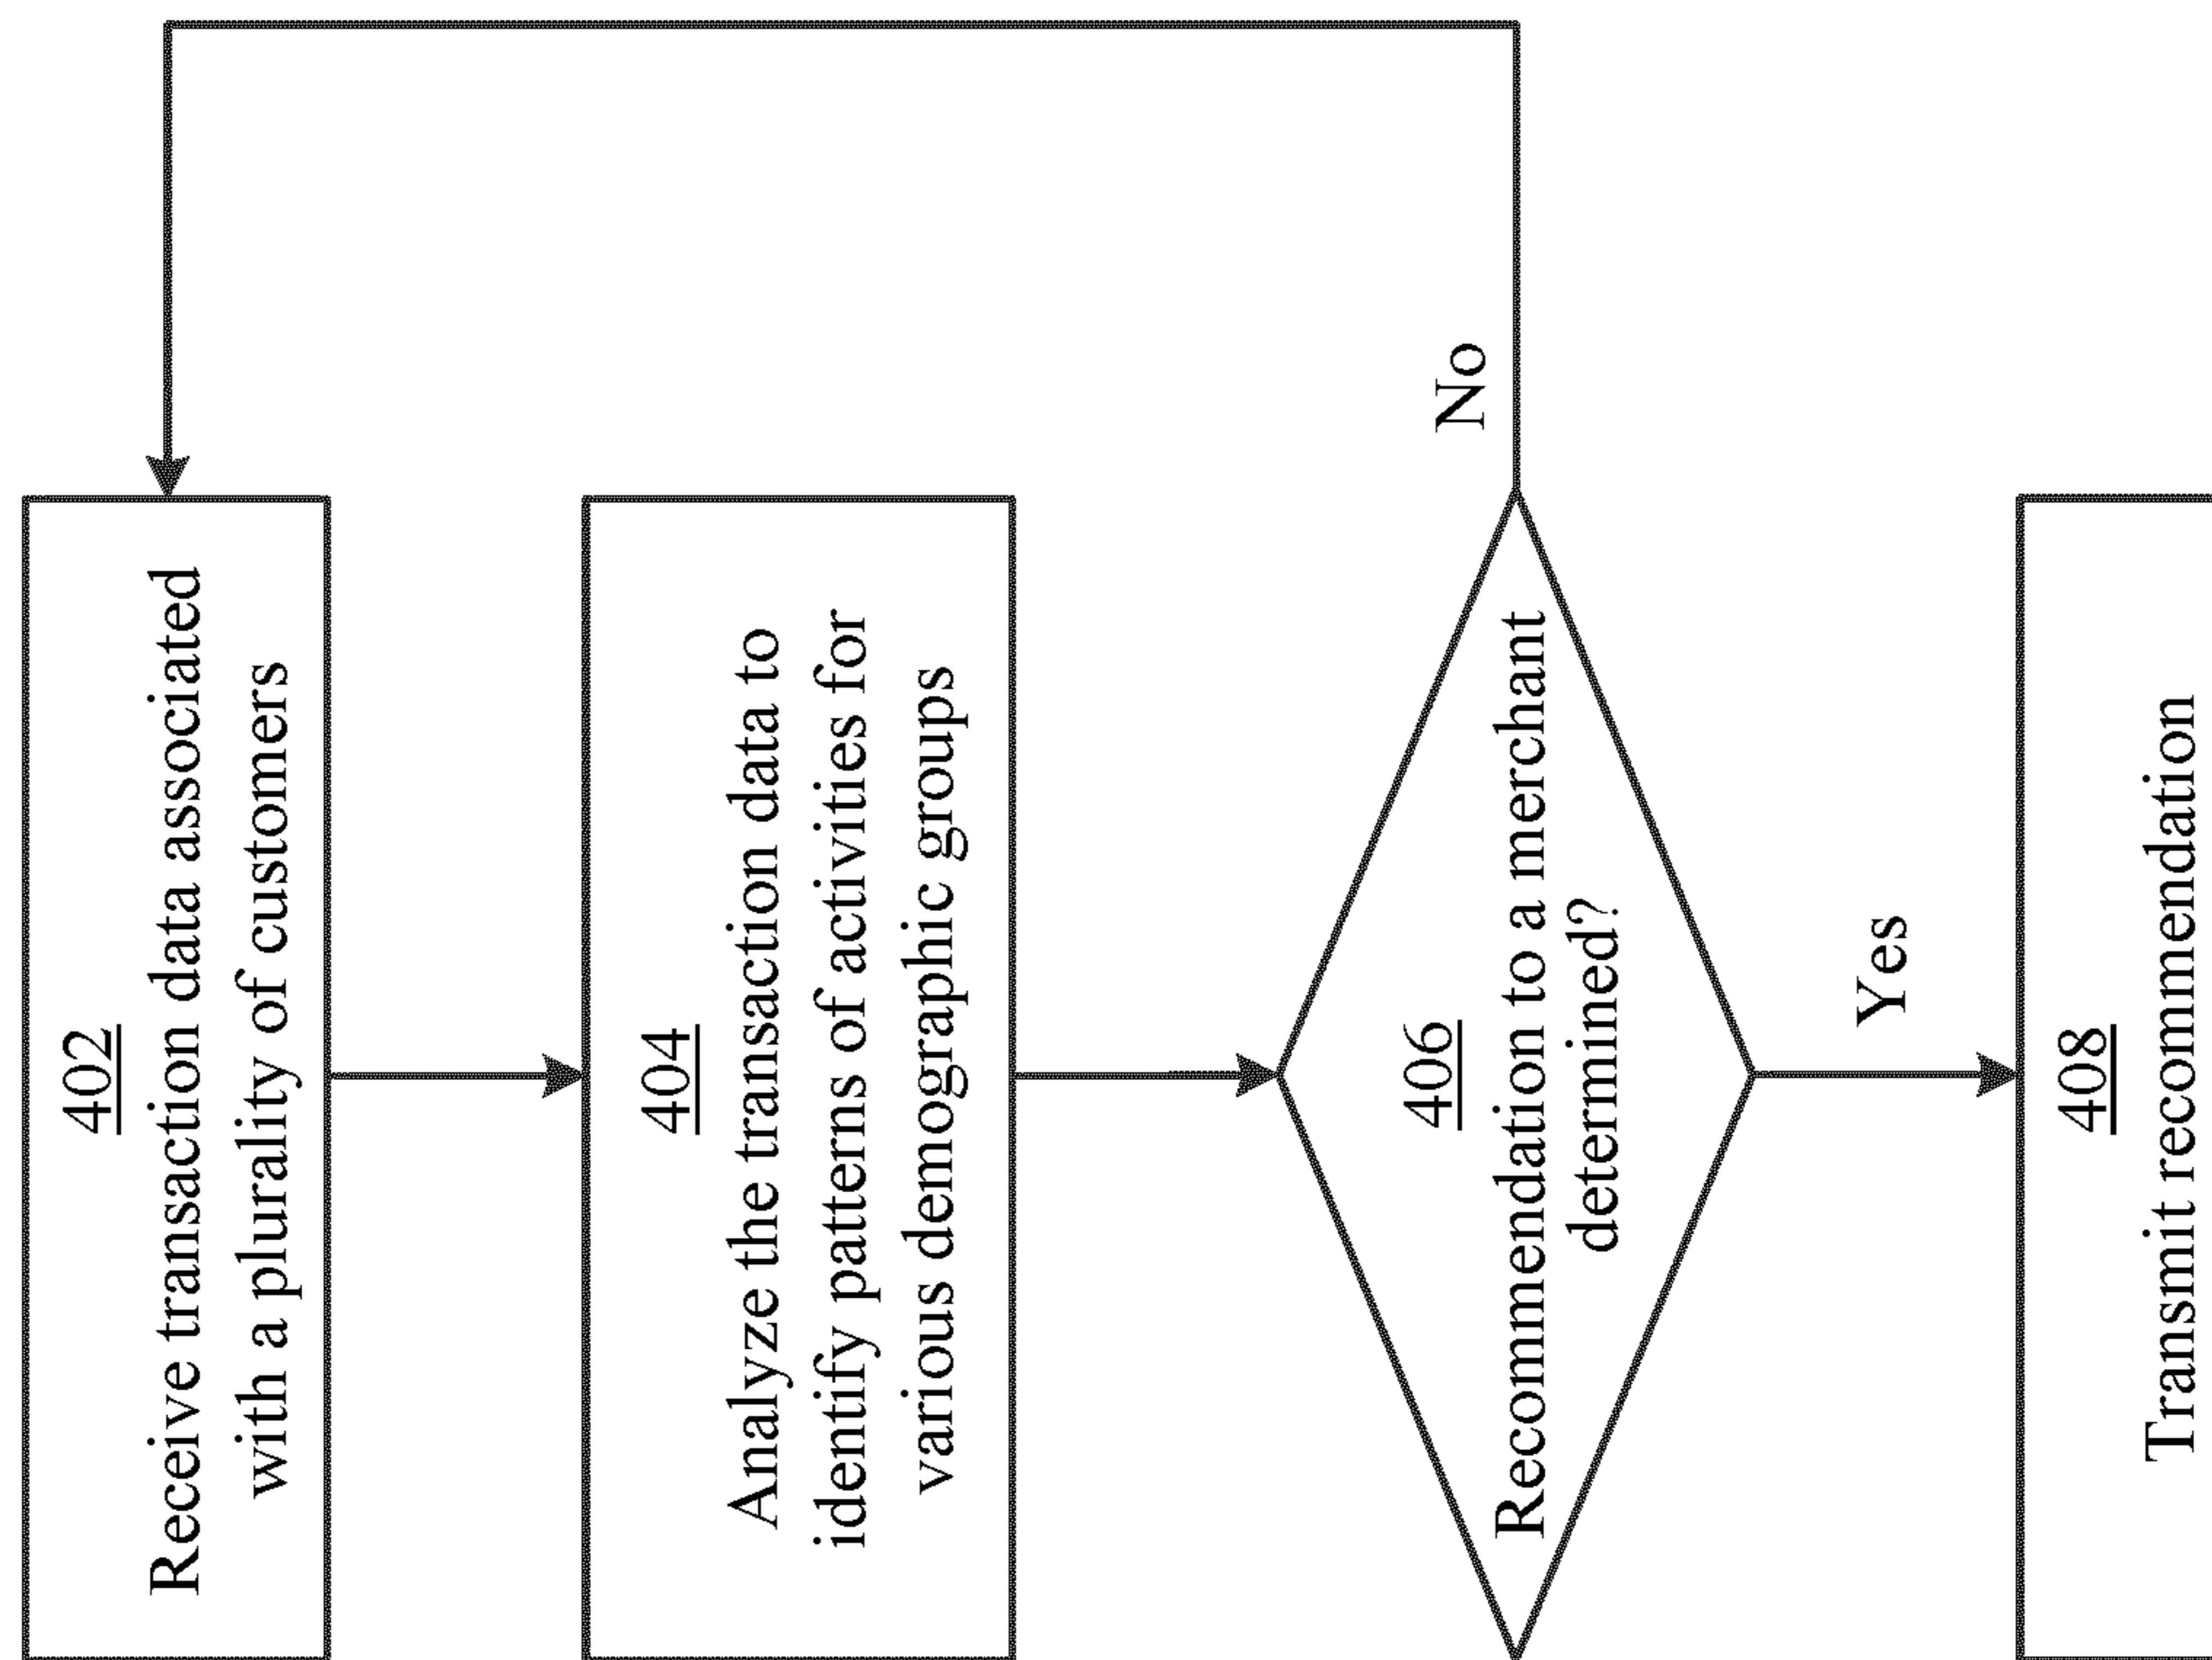 402
Receive transaction data associated
with a plurality of customers
404
Analyze the transaction data to
identify patterns of activities for
various demographic groups
406
Recommendation to a merchant
determined?
No
Yes
408
Transmit recommendation